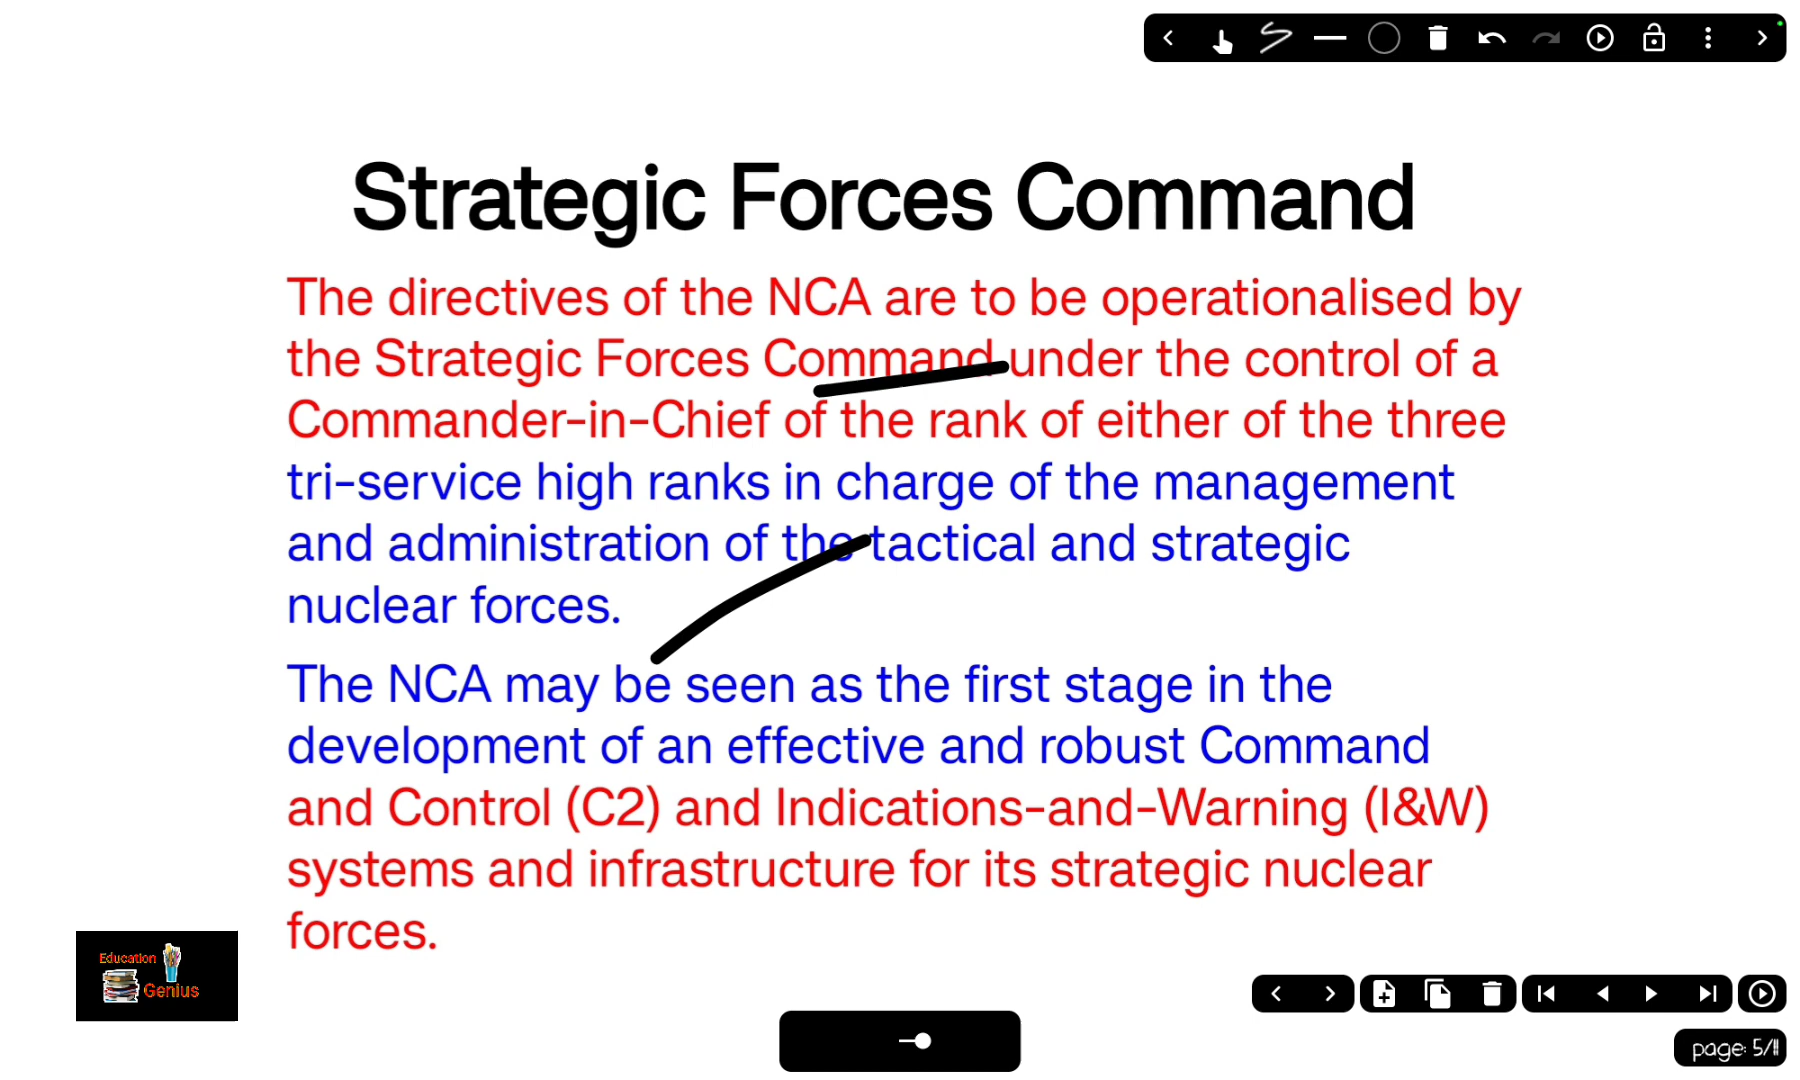 Strategic Forces Command
The directives of the NCA are to be operationalised by
the Strategic Forces Command under the control of a
Commander-in-Chief of the rank of either of the three
tri-service high ranks in charge of the management
and administration of the tactical and strategic
nuclear forces.
The NCA may be seen as the first stage in the
development of an effective and robust Command
and Control (C2) and Indications-and-Warning (I&W)
systems and infrastructure for its strategic nuclear
forces.
Education
Genius
page: 5/11